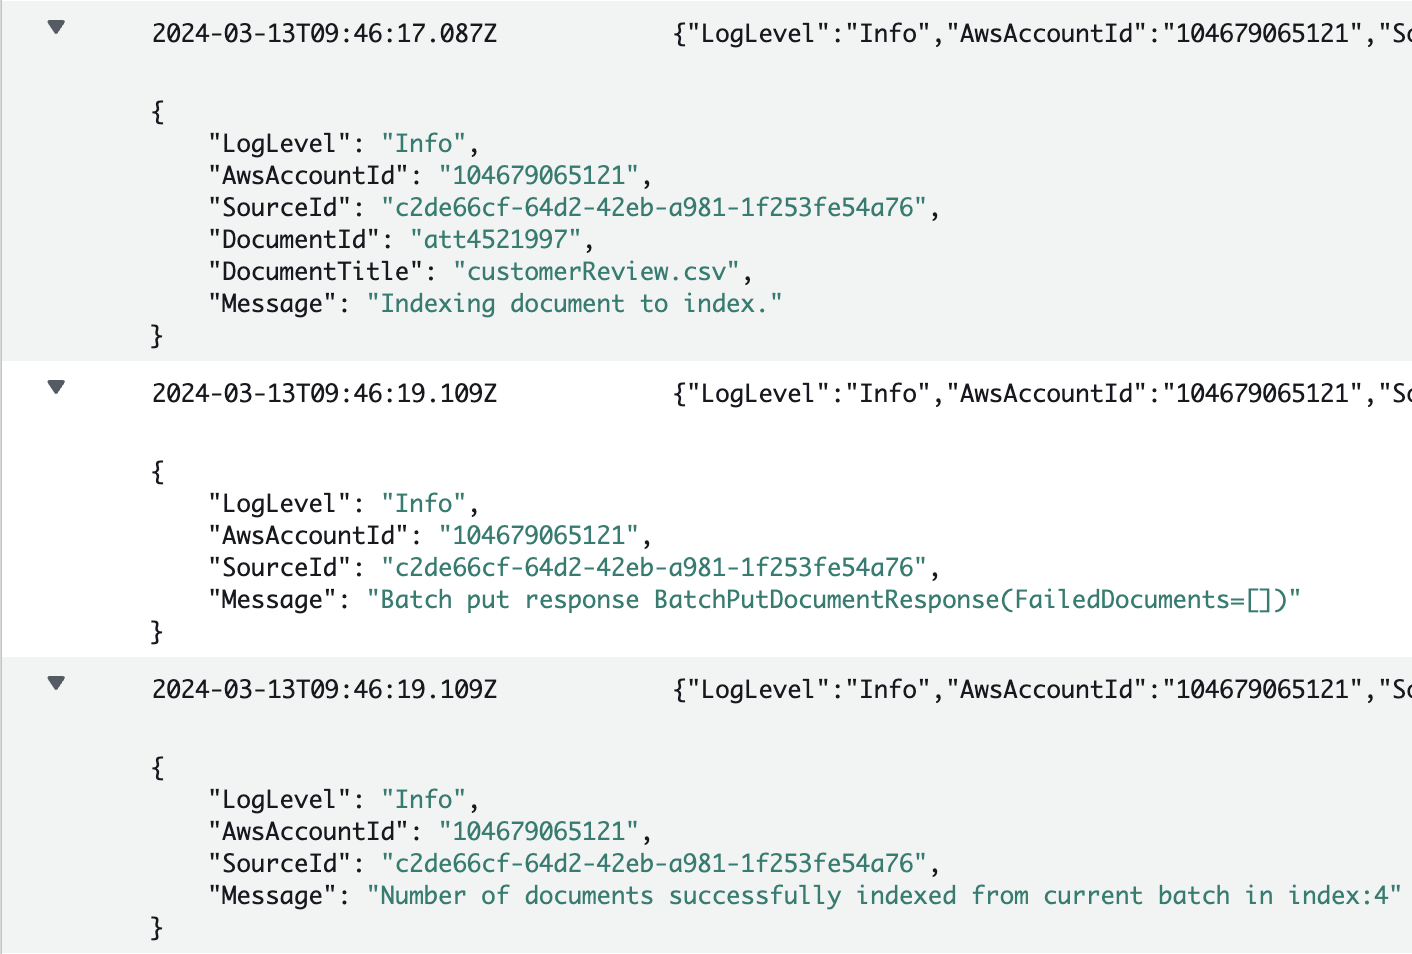 2024-03-13T09:46:17.087Z {"LogLevel":"Info","AwsAccountId":"104679065121","Sc
{
"LogLevel": "Info",
"AwsAccountId": "104679065121",
"SourceId": "c2de66cf-64d2-42eb-a981-1f253fe54a76",
"DocumentId": "att4521997",
"DocumentTitle": "customerReview.csv",
"Message": "Indexing document to index."
}
2024-03-13T09:46:19.109Z {"LogLevel":"Info","AwsAccountId":"104679065121","Sc
{
"LogLevel": "Info",
"AwsAccountId": "104679065121",
"SourceId": "c2de66cf-64d2-42eb-a981-1f253fe54a76",
"Message": "Batch put response BatchPutDocumentResponse(FailedDocuments=[])"
}
2024-03-13T09:46:19.109Z {"LogLevel":"Info","AwsAccountId":"104679065121","Sc
{
"LogLevel": "Info",
"AwsAccountId": "104679065121",
"SourceId": "c2de66cf-64d2-42eb-a981-1f253fe54a76",
"Message": "Number of documents successfully indexed from current batch in index:4"
}